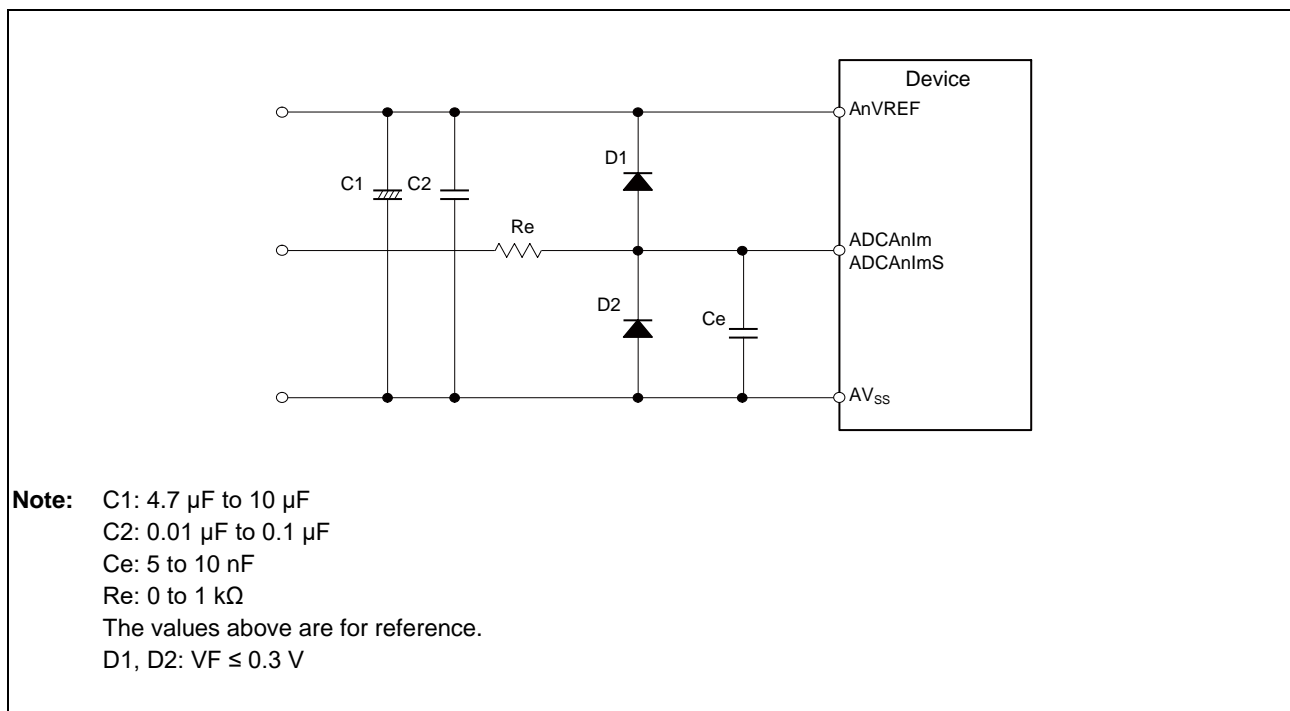 Device
AnVREF
D1
C1 C2
Re
ADCAnIm
ADCAnImS
D2
Ce
AVSS
Note: C1: 4.7 µF to 10 µF
C2: 0.01 µF to 0.1 µF
Ce: 5 to 10 nF
Re: 0 to 1 kΩ
The values above are for reference.
D1, D2: VF ≤ 0.3 V